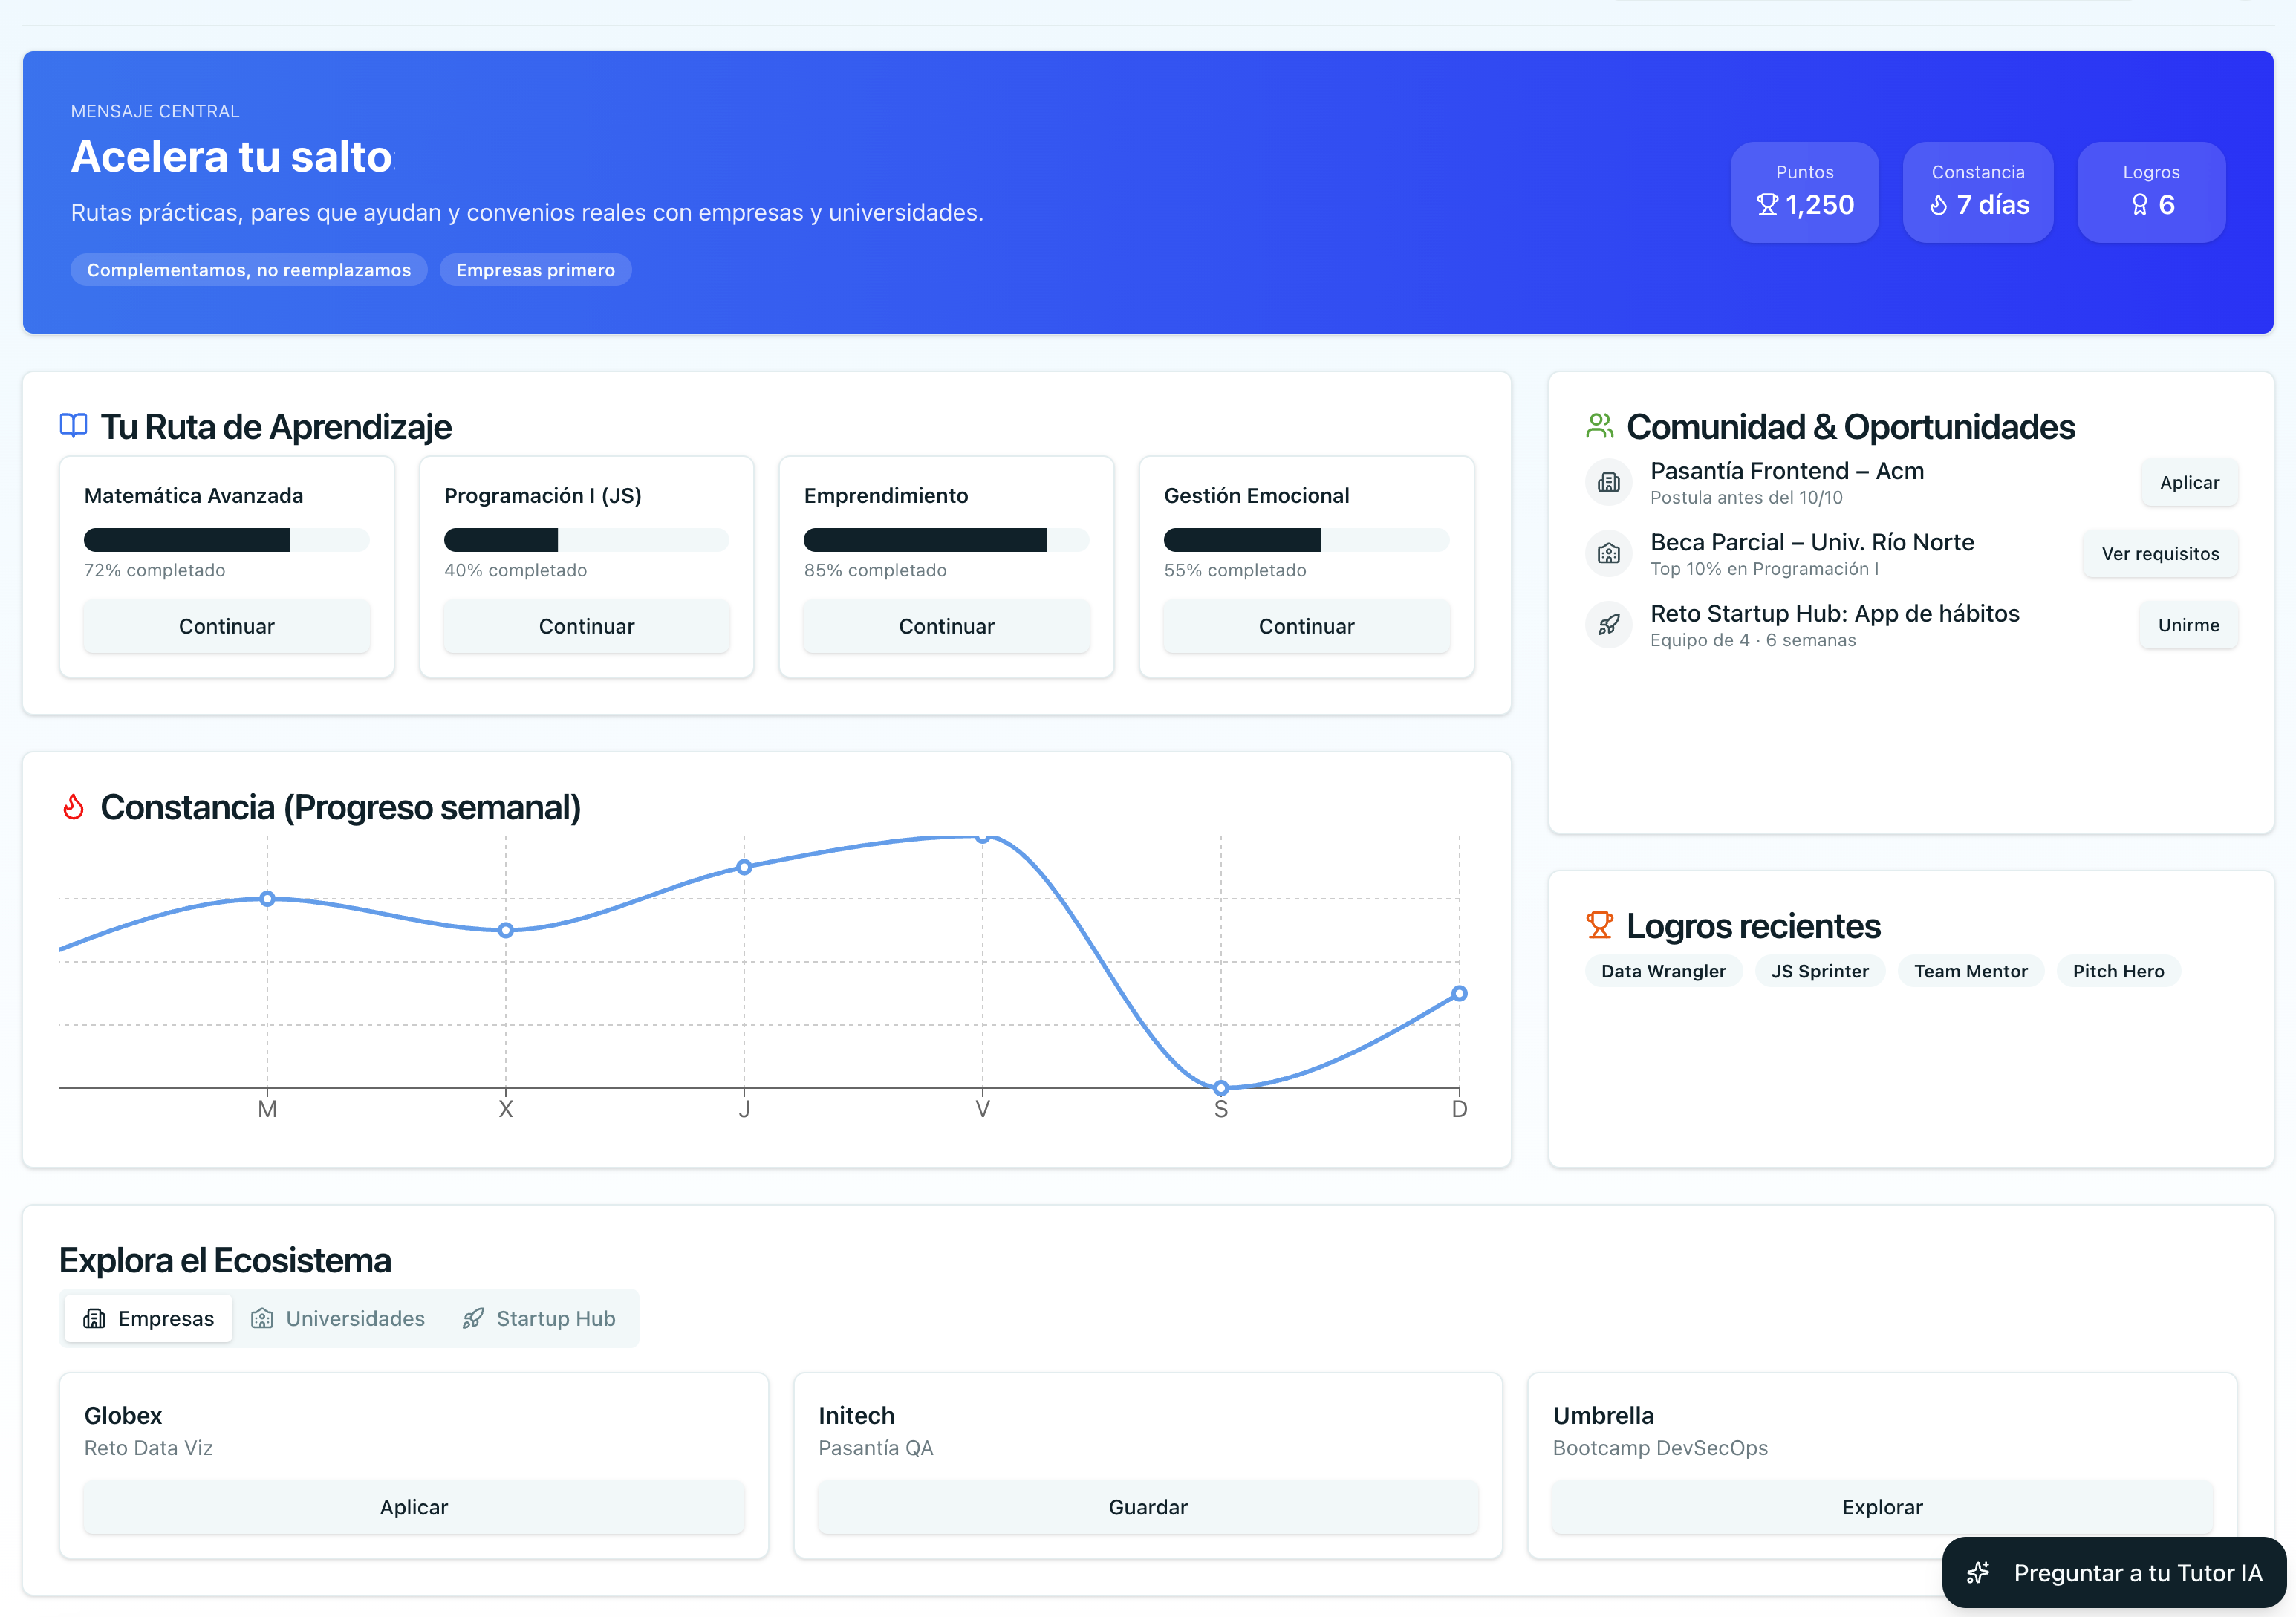 MENSAJE CENTRAL
Acelera tu salto
Rutas prácticas, pares que ayudan y convenios reales con empresas y universidades.
Complementamos, no reemplazamos
Empresas primero
Puntos
1,250
Constancia
7 días
Logros
6
Tu Ruta de Aprendizaje
Matemática Avanzada
72% completado
Continuar
Programación I (JS)
40% completado
Continuar
Emprendimiento
85% completado
Continuar
Gestión Emocional
55% completado
Continuar
Comunidad & Oportunidades
Pasantía Frontend – Acm
Postula antes del 10/10
Aplicar
Beca Parcial – Univ. Río Norte
Top 10% en Programación I
Ver requisitos
Reto Startup Hub: App de hábitos
Equipo de 4 · 6 semanas
Unirme
Constancia (Progreso semanal)
M X J V S D
Logros recientes
Data Wrangler
JS Sprinter
Team Mentor
Pitch Hero
Explora el Ecosistema
Empresas
Universidades
Startup Hub
Globex
Reto Data Viz
Aplicar
Initech
Pasantía QA
Guardar
Umbrella
Bootcamp DevSecOps
Explorar
Preguntar a tu Tutor IA